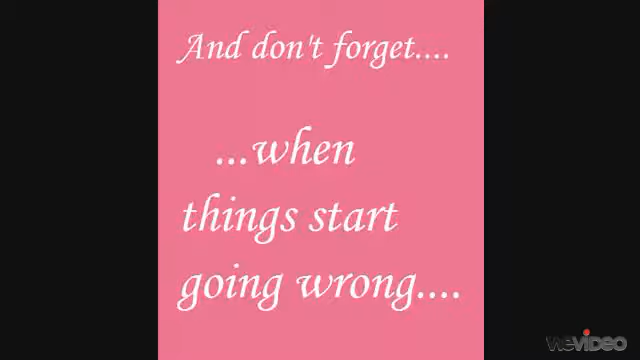 And don't forget....
...when
things start
going wrong....
WeVideo